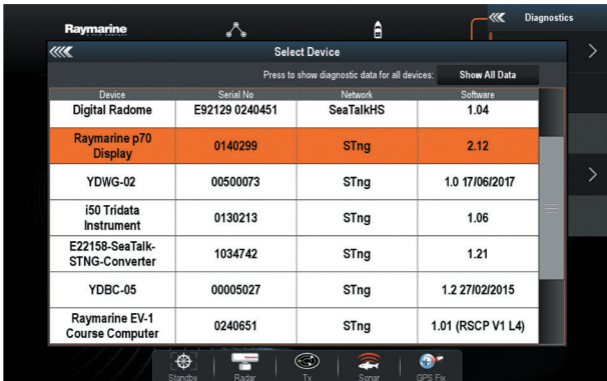 Raymarine
Diagnostics
Select Device
Press to show diagnostic data for all devices: Show All Data
Device Serial No Network Software
Digital Radome E92129 0240451 SeaTalkHS 1.04
Raymarine p70
Display 0140299 STng 2.12
YDWG-02 00500073 STng 1.0 17/06/2017
i50 Tridata
Instrument 0130213 STng 1.06
E22158-SeaTalk-
STNG-Converter 1034742 STng 1.21
YDBC-05 00005027 STng 1.2 27/02/2015
Raymarine EV-1
Course Computer 0240651 STng 1.01 (RSCP V1 L4)
Standby Radar Tx Sonar GPS Fix